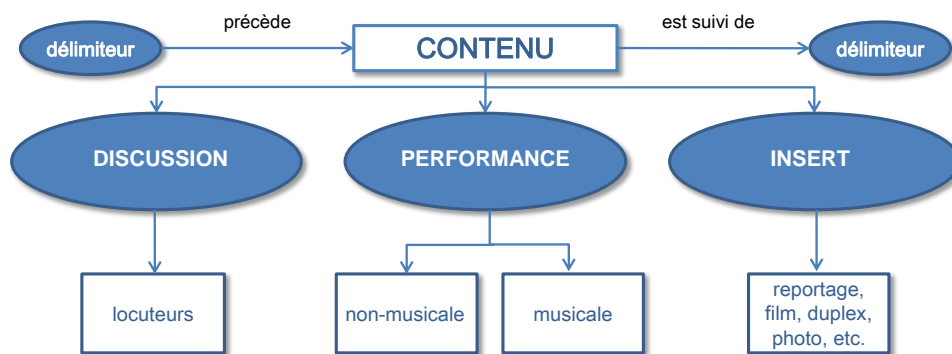 précède
est suivi de
délimiteur
CONTENU
délimiteur
DISCUSSION
PERFORMANCE
INSERT
locuteurs
non-musicale
musicale
reportage,
film, duplex,
photo, etc.